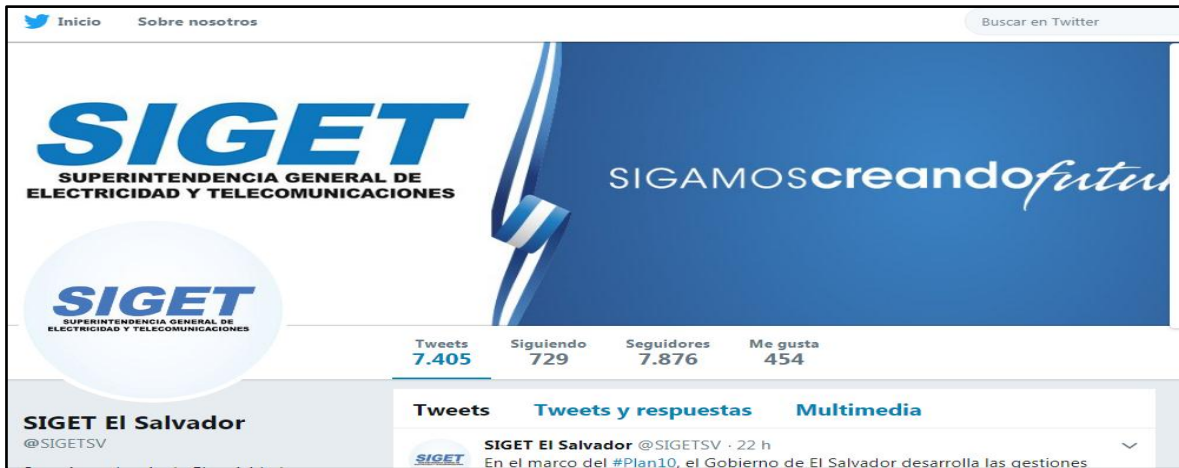 Inicio Sobre nosotros Buscar en Twitter
SIGET
SUPERINTENDENCIA GENERAL DE
ELECTRICIDAD Y TELECOMUNICACIONES
SIGAMOScreandofutur
SIGET
SUPERINTENDENCIA GENERAL DE
ELECTRICIDAD Y TELECOMUNICACIONES
Tweets Siguiendo Seguidores Me gusta
7.405 729 7.876 454
SIGET El Salvador
@SIGETSV
Tweets Tweets y respuestas Multimedia
SIGET
SIGET El Salvador @SIGETSV · 22 h
En el marco del #Plan10, el Gobierno de El Salvador desarrolla las gestiones